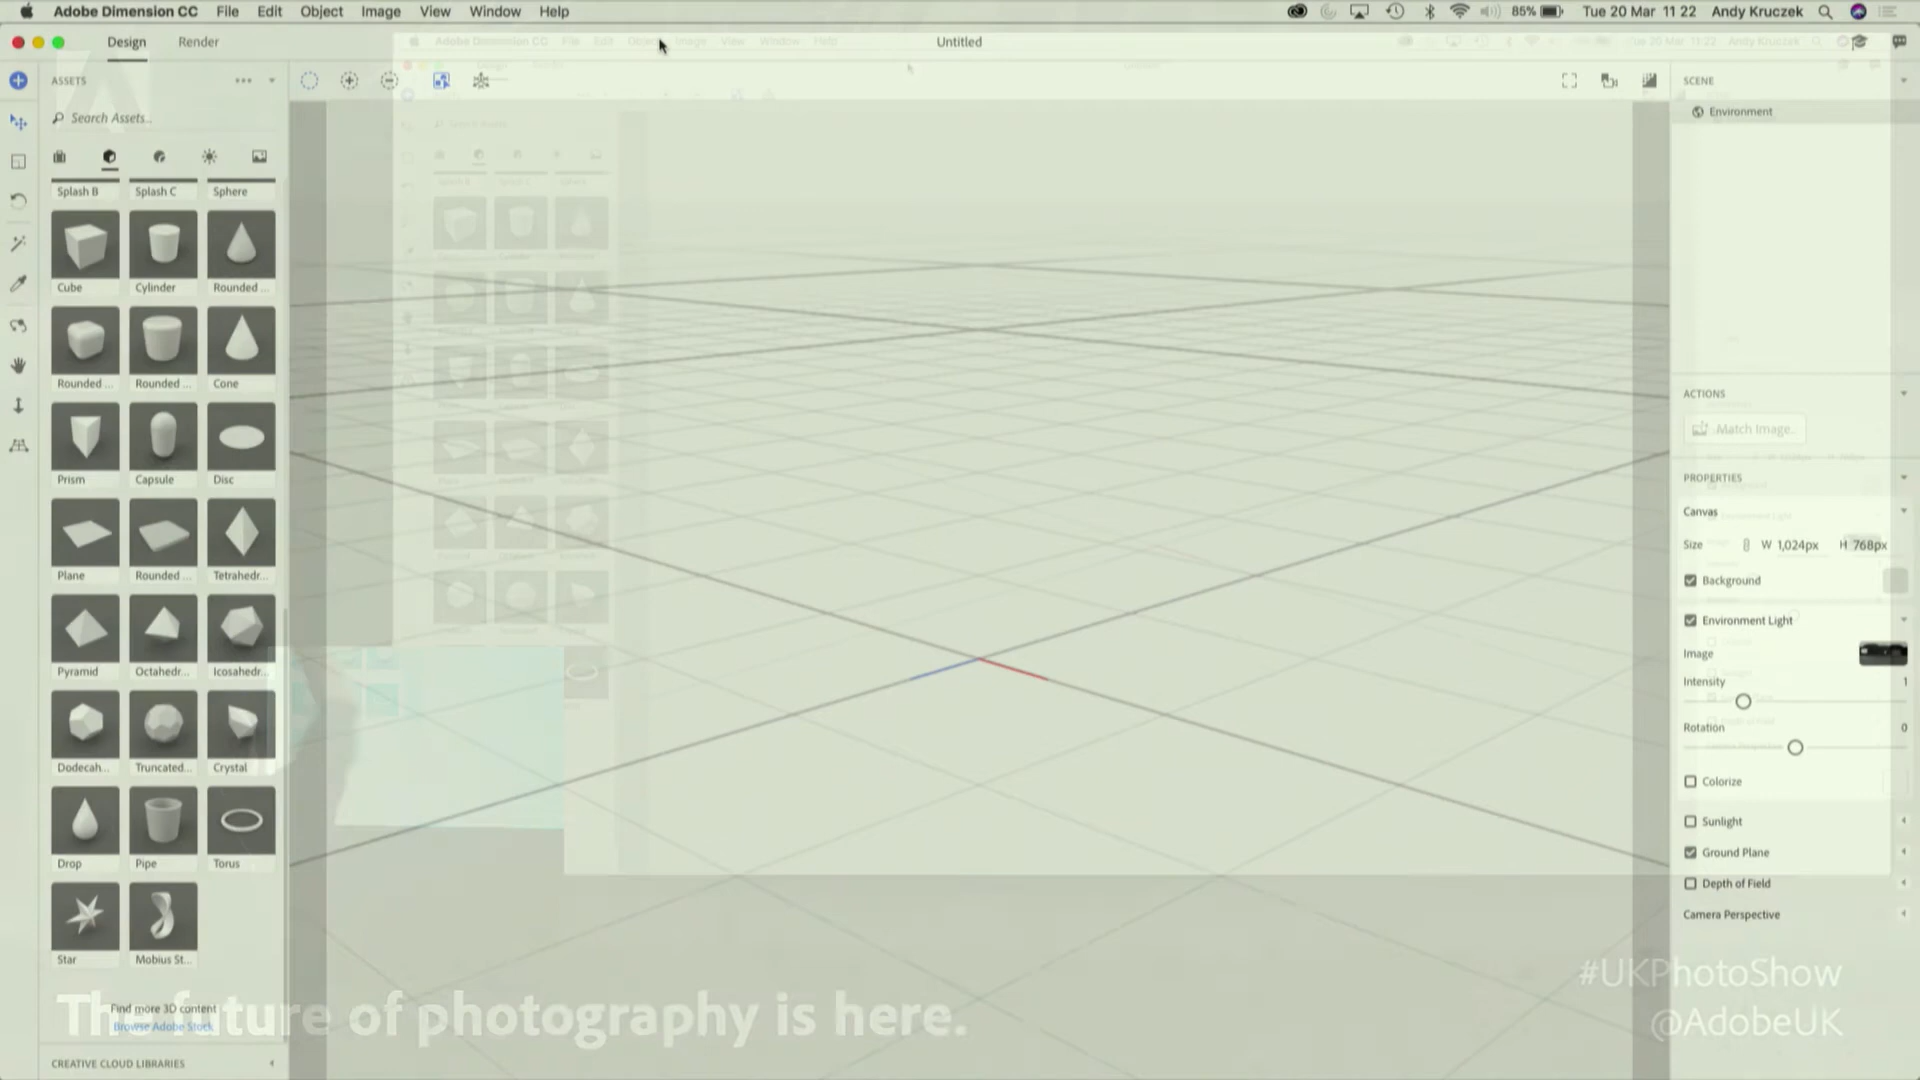 Adobe Dimension CC File Edit Object Image View Window Help 85% Tue 20 Mar 11 22 Andy Kruczek
Design Render Untitled
ASSETS
Search Assets...
Splash B Splash C Sphere
Cube Cylinder Rounded ...
Rounded ... Rounded ... Cone
Prism Capsule Disc
Plane Rounded ... Tetrahedr...
Pyramid Octahedr... Icosahedr...
Dodecah... Truncated... Crystal
Drop Pipe Torus
Star Mobius St...
Find more 3D content
Browse Adobe Stock
CREATIVE CLOUD LIBRARIES
SCENE
Environment
ACTIONS
Match Image...
PROPERTIES
Canvas
Size W 1,024px H 768px
Background
Environment Light
Image
Intensity 1
Rotation 0
Colorize
Sunlight
Ground Plane
Depth of Field
Camera Perspective
The future of photography is here.
#UKPhotoShow
@AdobeUK